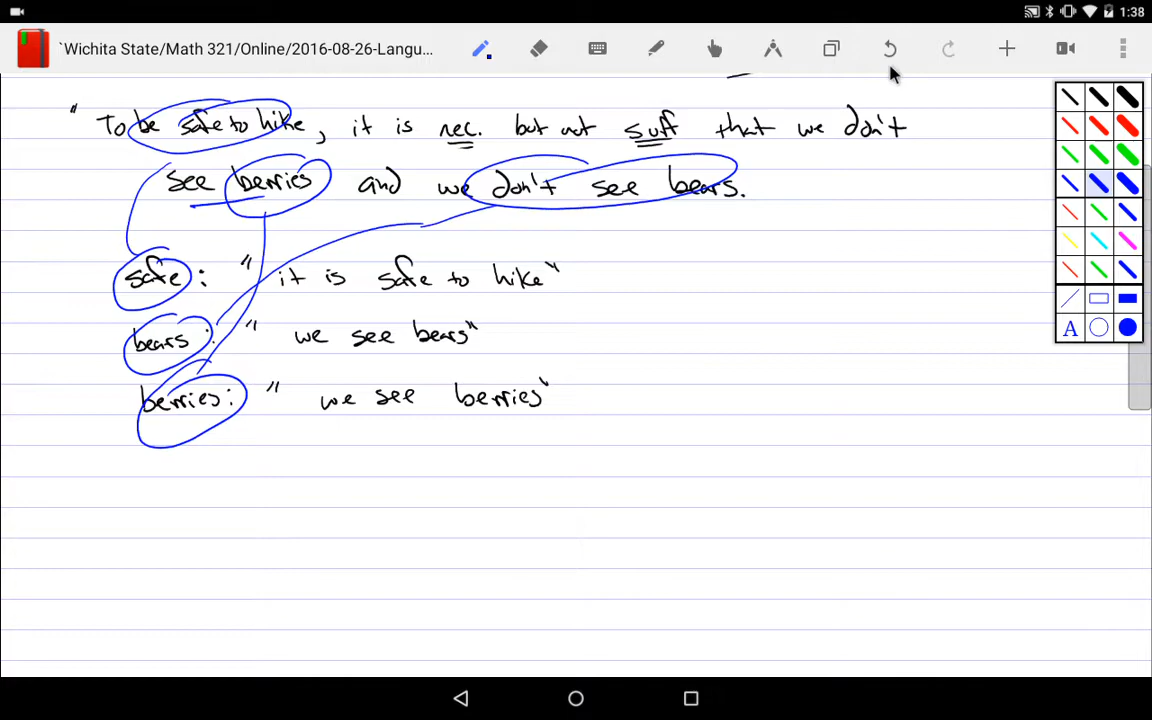 1:38
`Wichita State/Math 321/Online/2016-08-26-Langu...
" To be safe to hike, it is nec. but not suff that we don't
see berries and we don't see bears.
safe: " it is safe to hike"
bears: " we see bears"
berries: " we see berries"
A